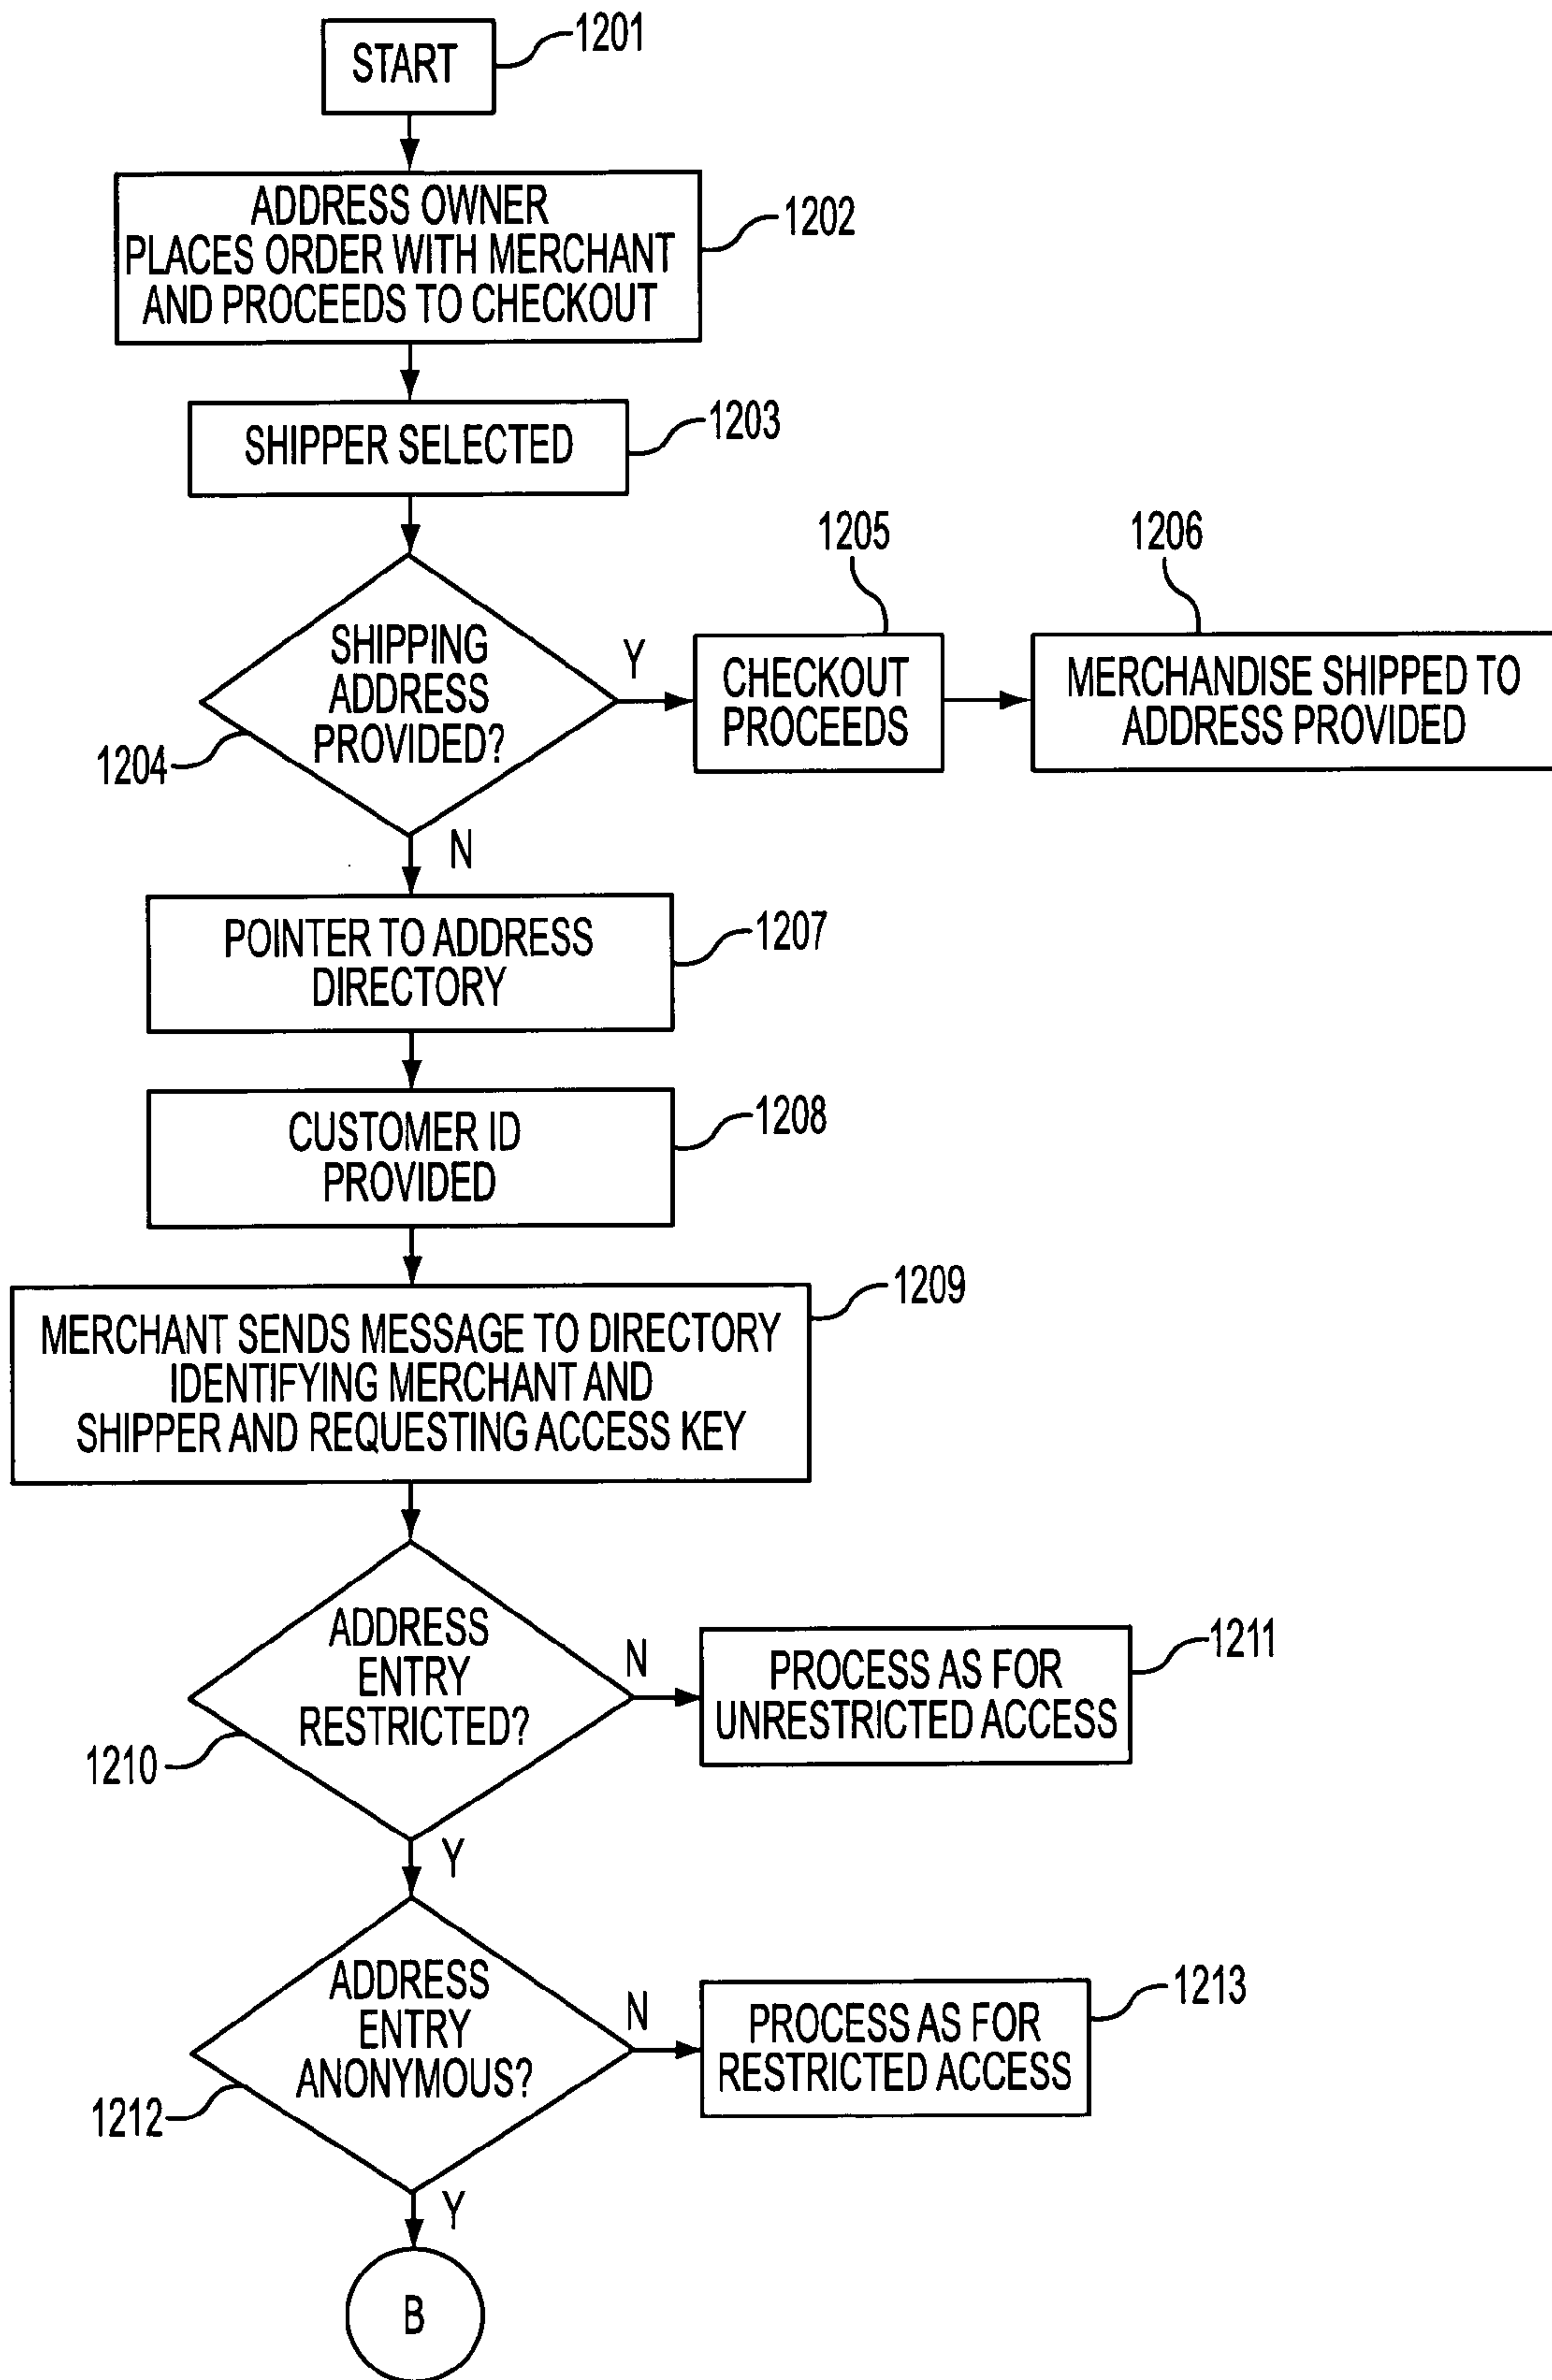 START
1201
ADDRESS OWNER
PLACES ORDER WITH MERCHANT
AND PROCEEDS TO CHECKOUT
1202
SHIPPER SELECTED
1203
SHIPPING
ADDRESS
PROVIDED?
1204
Y
CHECKOUT
PROCEEDS
1205
MERCHANDISE SHIPPED TO
ADDRESS PROVIDED
1206
N
POINTER TO ADDRESS
DIRECTORY
1207
CUSTOMER ID
PROVIDED
1208
MERCHANT SENDS MESSAGE TO DIRECTORY
IDENTIFYING MERCHANT AND
SHIPPER AND REQUESTING ACCESS KEY
1209
ADDRESS
ENTRY
RESTRICTED?
1210
N
PROCESS AS FOR
UNRESTRICTED ACCESS
1211
Y
ADDRESS
ENTRY
ANONYMOUS?
1212
N
PROCESS AS FOR
RESTRICTED ACCESS
1213
Y
B